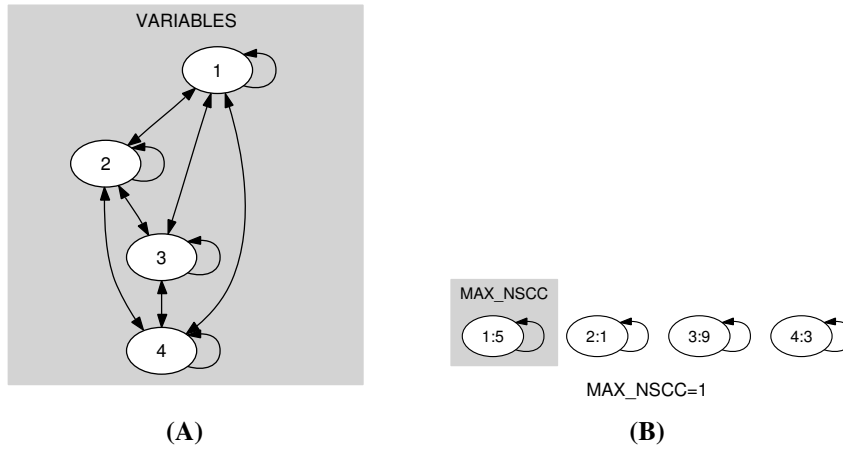 VARIABLES
1
2
3
4
(A)
MAX_NSCC
1:5 2:1 3:9 4:3
MAX_NSCC=1
(B)